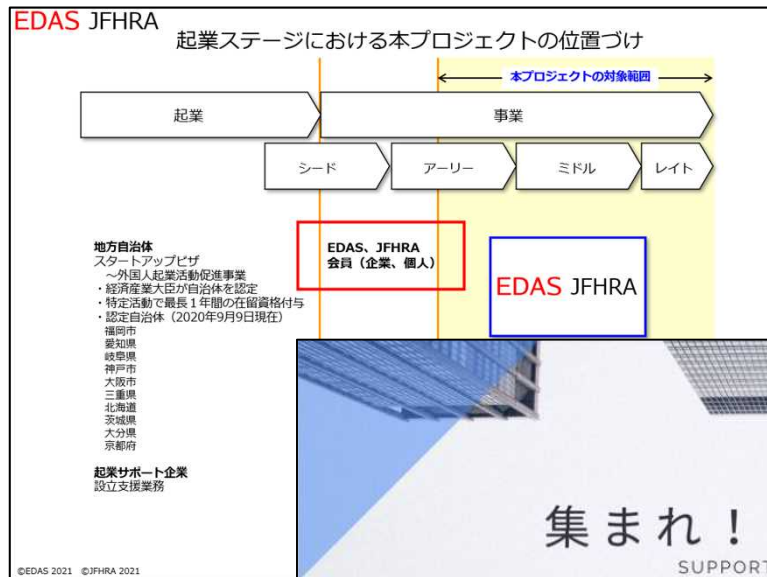 EDAS JFHRA
起業ステージにおける本プロジェクトの位置づけ
本プロジェクトの対象範囲
起業
事業
シード
アーリー
ミドル
レイト
地方自治体
スタートアップビザ
～外国人起業活動促進事業
・経済産業大臣が自治体を認定
・特定活動で最長１年間の在留資格付与
・認定自治体（2020年9月9日現在）
福岡市
愛知県
岐阜県
神戸市
大阪市
三重県
北海道
茨城県
大分県
京都府
起業サポート企業
設立支援業務
EDAS、JFHRA
会員（企業、個人）
EDAS JFHRA
集まれ！
SUPPORT
©EDAS 2021 ©JFHRA 2021